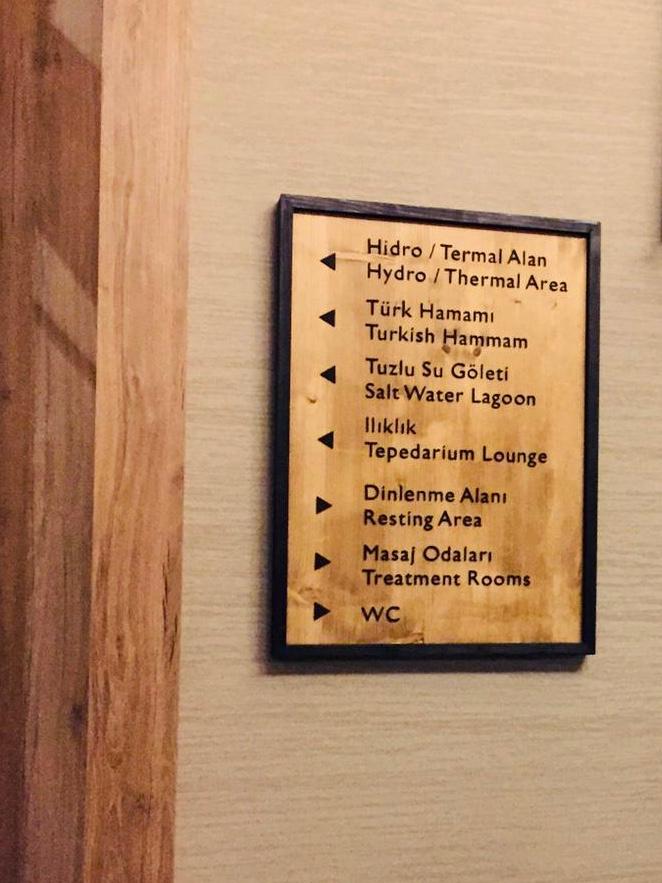 Hidro / Termal Alan
Hydro / Thermal Area
Türk Hamamı
Turkish Hammam
Tuzlu Su Göleti
Salt Water Lagoon
Ilıklık
Tepedarium Lounge
Dinlenme Alanı
Resting Area
Masaj Odaları
Treatment Rooms
WC